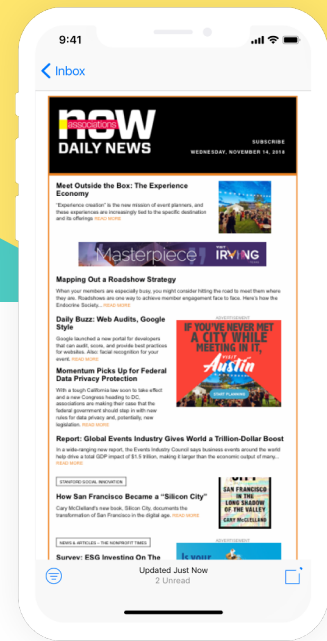 9:41
Inbox
associations
now
DAILY NEWS
SUBSCRIBE
WEDNESDAY, NOVEMBER 14, 2018
Meet Outside the Box: The Experience
Economy
"Experience creation" is the new mission of event planners, and
these experiences are increasingly tied to the specific destination
and its offerings READ MORE
Masterpiece
VISIT
IRVING
TEXAS
Mapping Out a Roadshow Strategy
When your members are especially busy, you might consider hitting the road to meet them where
they are. Roadshows are one way to achieve member engagement face to face. Here's how the
Endocrine Society... READ MORE
Daily Buzz: Web Audits, Google
Style
Google launched a new portal for developers
that can audit, score, and provide best practices
for websites. Also: facial recognition for your
event. READ MORE
ADVERTISEMENT
IF YOU'VE NEVER MET
A CITY WHILE
MEETING IN IT,
VISIT
Austin
START PLANNING
Momentum Picks Up for Federal
Data Privacy Protection
With a tough California law soon to take effect
and a new Congress heading to DC,
associations are making their case that the
federal government should step in with new
rules for data privacy and, potentially, new
legislation. READ MORE
Report: Global Events Industry Gives World a Trillion-Dollar Boost
In a wide-ranging new report, the Events Industry Council says business events around the world
help drive a total GDP impact of $1.5 trillion, making it larger than the economic output of many...
READ MORE
STANFORD SOCIAL INNOVATION
How San Francisco Became a "Silicon City"
Cary McClelland's new book, Silicon City, documents the
transformation of San Francisco in the digital age. READ MORE
CITY
SAN FRANCISCO
IN THE
LONG SHADOW
OF THE VALLEY
CARY McCLELLAND
NEWS & ARTICLES - THE NONPROFIT TIMES
Survey: ESG Investing On The
ADVERTISEMENT
Is your
Updated Just Now
2 Unread